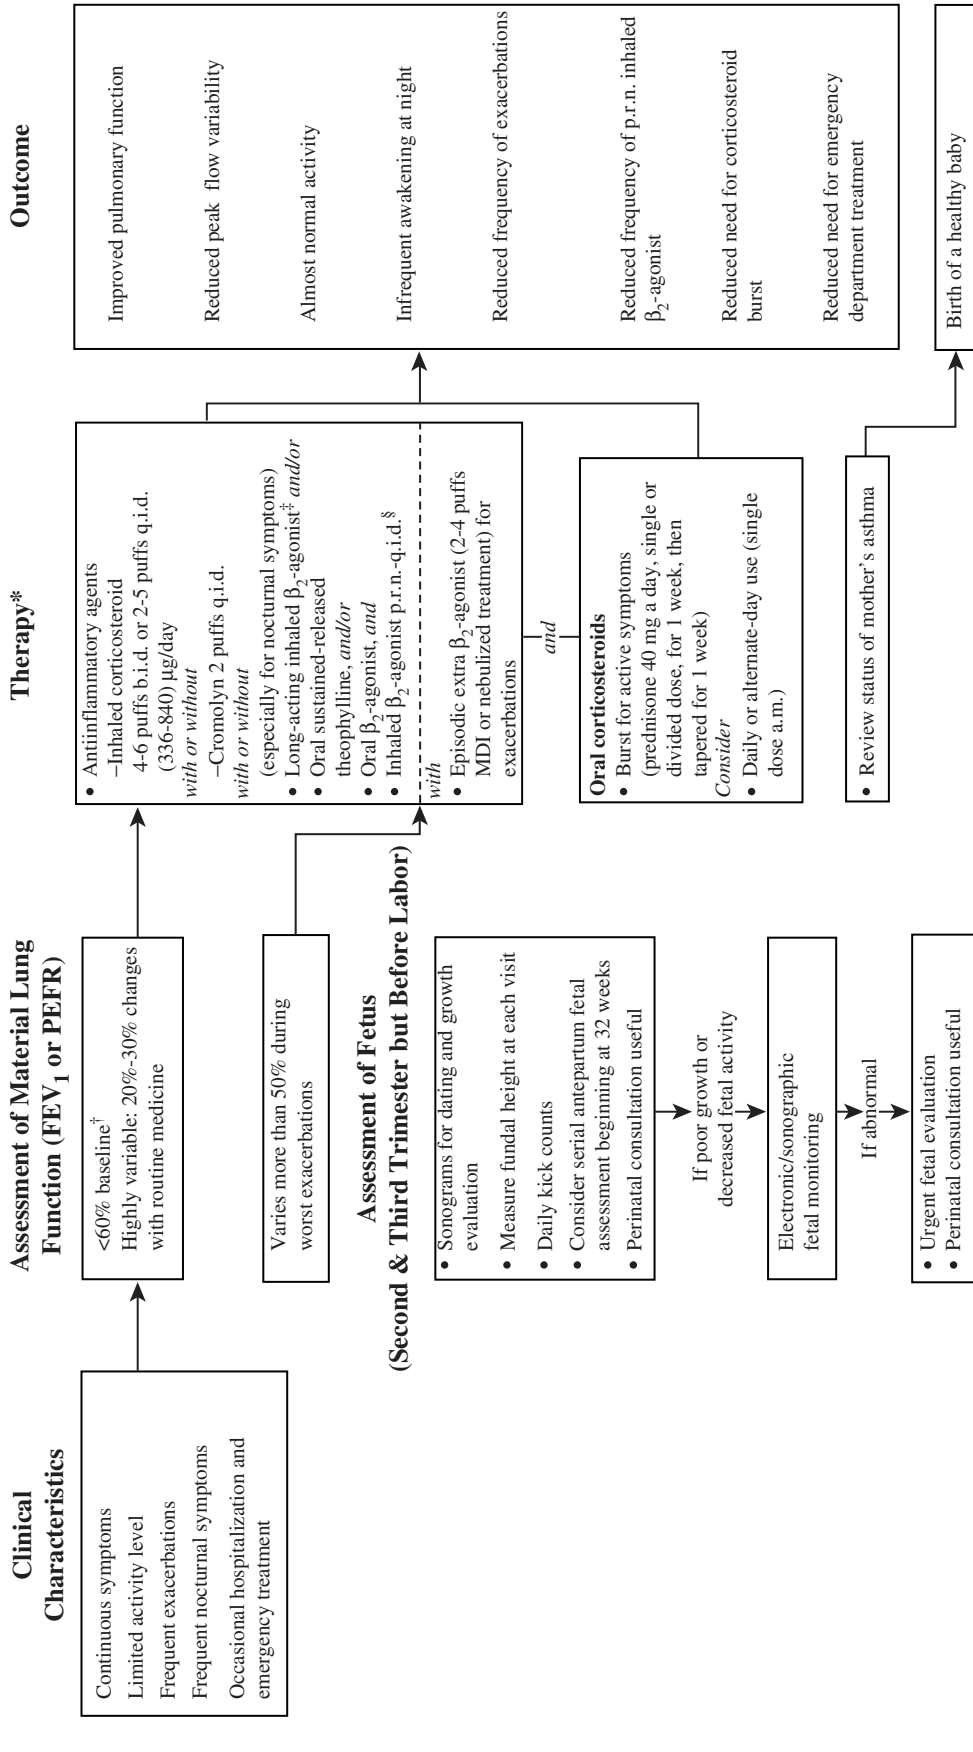 Clinical
Characteristics
Continuous symptoms
Limited activity level
Frequent exacerbations
Frequent nocturnal symptoms
Occasional hospitalization and
emergency treatment
Assessment of Material Lung
Function (FEV₁ or PEFR)
<60% baseline†
Highly variable: 20%-30% changes
with routine medicine
Varies more than 50% during
worst exacerbations
Assessment of Fetus
(Second & Third Trimester but Before Labor)
• Sonograms for dating and growth
evaluation
• Measure fundal height at each visit
• Daily kick counts
• Consider serial antepartum fetal
assessment beginning at 32 weeks
• Perinatal consultation useful
If poor growth or
decreased fetal activity
Electronic/sonographic
fetal monitoring
If abnormal
• Urgent fetal evaluation
• Perinatal consultation useful
Therapy*
• Antiinflammatory agents
–Inhaled corticosteroid
4-6 puffs b.i.d. or 2-5 puffs q.i.d.
(336-840) μg/day
with or without
–Cromolyn 2 puffs q.i.d.
with or without
(especially for nocturnal symptoms)
• Long-acting inhaled β₂-agonist‡ and/or
• Oral sustained-released
theophylline, and/or
• Oral β₂-agonist, and
• Inhaled β₂-agonist p.r.n.-q.i.d.§
with
• Episodic extra β₂-agonist (2-4 puffs
MDI or nebulized treatment) for
exacerbations
and
Oral corticosteroids
• Burst for active symptoms
(prednisone 40 mg a day, single or
divided dose, for 1 week, then
tapered for 1 week)
Consider
• Daily or alternate-day use (single
dose a.m.)
• Review status of mother's asthma
Outcome
Improved pulmonary function
Reduced peak flow variability
Almost normal activity
Infrequent awakening at night
Reduced frequency of exacerbations
Reduced frequency of p.r.n. inhaled
β₂-agonist
Reduced need for corticosteroid
burst
Reduced need for emergency
department treatment
Birth of a healthy baby